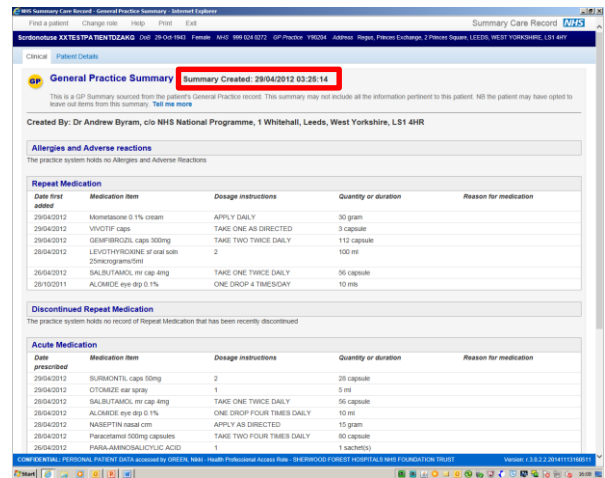 NHS Summary Care Record - General Practice Summary - Internet Explorer
Find a patient Change role Help Print Exit Summary Care Record NHS
Scrdonotuse XXTESTPATIENTDZAKG DoB 29-Oct-1943 Female NHS 999 024 0272 GP Practice Y90204 Address Regus, Princes Exchange, 2 Princes Square, LEEDS, WEST YORKSHIRE, LS1 4HY
Clinical Patient Details
GP General Practice Summary Summary Created: 29/04/2012 03:25:14
This is a GP Summary sourced from the patient's General Practice record. This summary may not include all the information pertinent to this patient. NB the patient may have opted to
leave out items from this summary. Tell me more
Created By: Dr Andrew Byram, c/o NHS National Programme, 1 Whitehall, Leeds, West Yorkshire, LS1 4HR
Allergies and Adverse reactions
The practice system holds no Allergies and Adverse Reactions
Repeat Medication
Date first added Medication Item Dosage instructions Quantity or duration Reason for medication
29/04/2012 Mometasone 0.1% cream APPLY DAILY 30 gram
29/04/2012 VIVOTIF caps TAKE ONE AS DIRECTED 3 capsule
29/04/2012 GEMFIBROZIL caps 300mg TAKE TWO TWICE DAILY 112 capsule
26/04/2012 LEVOTHYROXINE sf oral soln 2 100 ml
25micrograms/5ml
26/04/2012 SALBUTAMOL mr cap 4mg TAKE ONE TWICE DAILY 56 capsule
28/10/2011 ALOMIDE eye drp 0.1% ONE DROP 4 TIMES/DAY 10 mls
Discontinued Repeat Medication
The practice system holds no record of Repeat Medication that has been recently discontinued
Acute Medication
Date prescribed Medication Item Dosage instructions Quantity or duration Reason for medication
29/04/2012 SURMONTIL caps 50mg 2 28 capsule
29/04/2012 OTOMIZE ear spray 1 5 ml
28/04/2012 SALBUTAMOL mr cap 4mg TAKE ONE TWICE DAILY 56 capsule
28/04/2012 ALOMIDE eye drp 0.1% ONE DROP FOUR TIMES DAILY 10 ml
28/04/2012 NASEPTIN nasal crm APPLY AS DIRECTED 15 gram
28/04/2012 Paracetamol 500mg capsules TAKE TWO FOUR TIMES DAILY 80 capsule
26/04/2012 PARA-AMINOSALICYLIC ACID 1 1 sachet(s)
CONFIDENTIAL: PERSONAL PATIENT DATA accessed by GREEN, Nikki - Health Professional Access Role - SHERWOOD FOREST HOSPITALS NHS FOUNDATION TRUST Version: r.3.0.2.2.20141113160511
Start 16:08